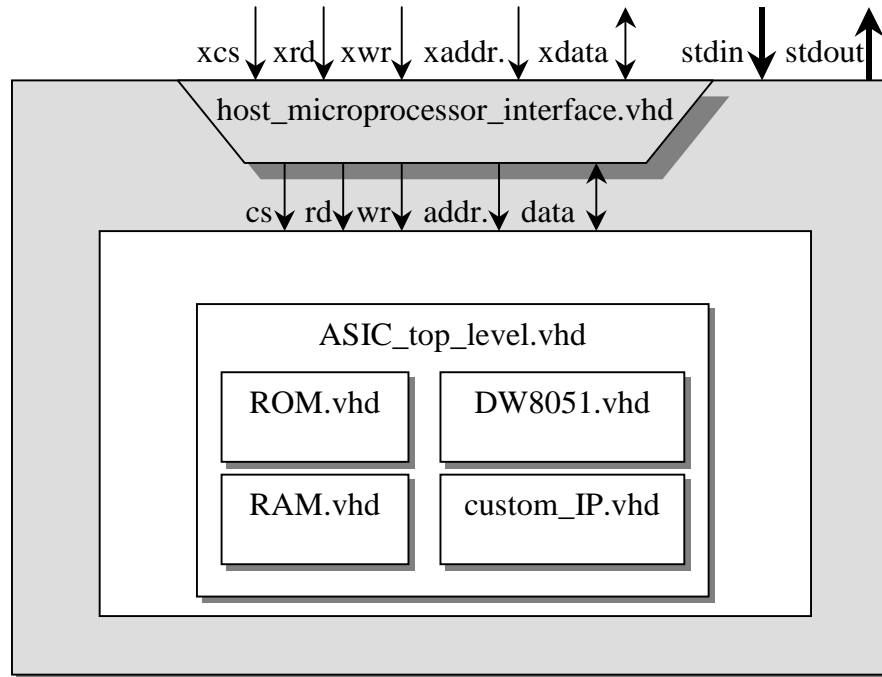 xcs xrd xwr xaddr. xdata stdin stdout
host_microprocessor_interface.vhd
cs rd wr addr. data
ASIC_top_level.vhd
ROM.vhd DW8051.vhd
RAM.vhd custom_IP.vhd